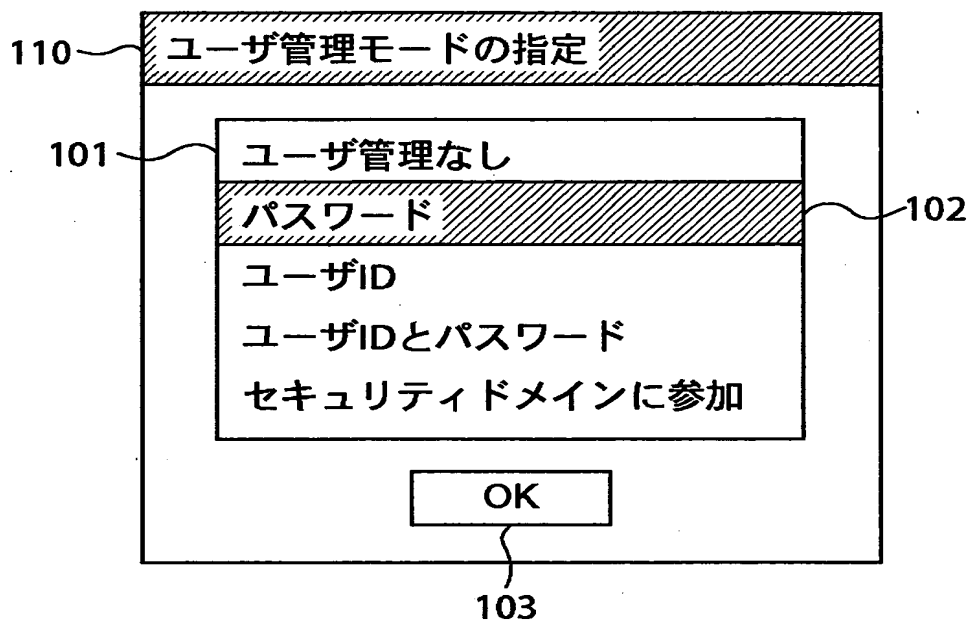 110 ユーザ管理モードの指定
101 ユーザ管理なし
パスワード 102
ユーザID
ユーザIDとパスワード
セキュリティドメインに参加
OK
103